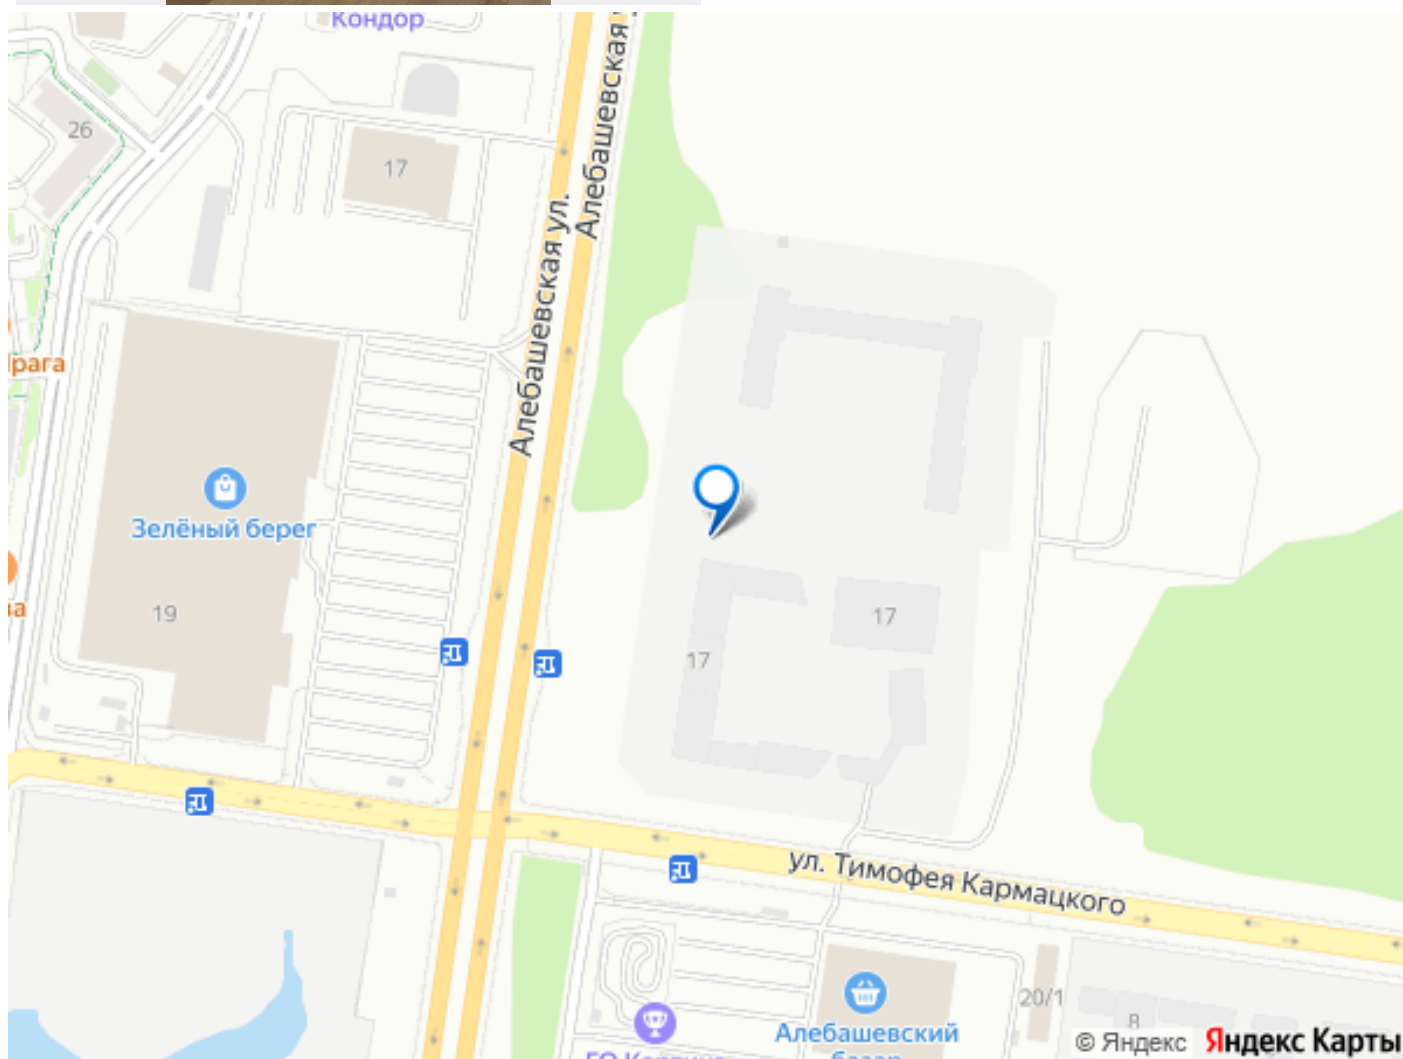 Кондор
Алебашевская
26
17
Алебашевская ул.
Зелёный берег
19
17
17
ул. Тимофея Кармацкого
20/1
8
Алебашевский
базар
© Яндекс
Яндекс Карты